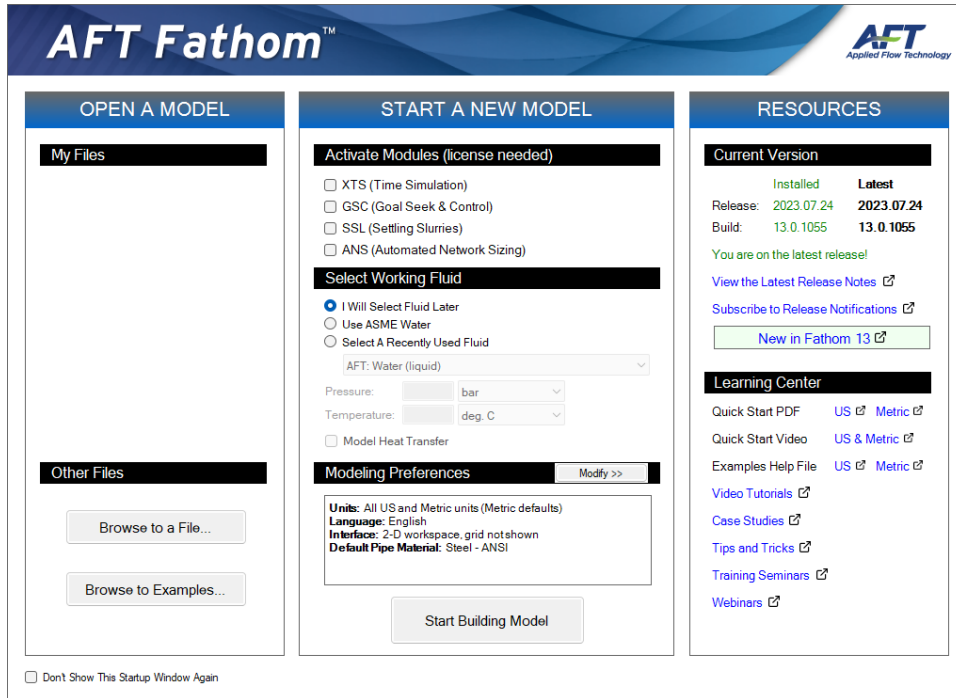 AFT Fathom™
AFT
Applied Flow Technology
OPEN A MODEL
My Files
Other Files
Browse to a File...
Browse to Examples...
START A NEW MODEL
Activate Modules (license needed)
XTS (Time Simulation)
GSC (Goal Seek & Control)
SSL (Settling Slurries)
ANS (Automated Network Sizing)
Select Working Fluid
I Will Select Fluid Later
Use ASME Water
Select A Recently Used Fluid
AFT: Water (liquid)
Pressure: bar
Temperature: deg. C
Model Heat Transfer
Modeling Preferences Modify >>
Units: All US and Metric units (Metric defaults)
Language: English
Interface: 2-D workspace, grid not shown
Default Pipe Material: Steel - ANSI
Start Building Model
RESOURCES
Current Version
Installed Latest
Release: 2023.07.24 2023.07.24
Build: 13.0.1055 13.0.1055
You are on the latest release!
View the Latest Release Notes
Subscribe to Release Notifications
New in Fathom 13
Learning Center
Quick Start PDF US Metric
Quick Start Video US & Metric
Examples Help File US Metric
Video Tutorials
Case Studies
Tips and Tricks
Training Seminars
Webinars
Don't Show This Startup Window Again